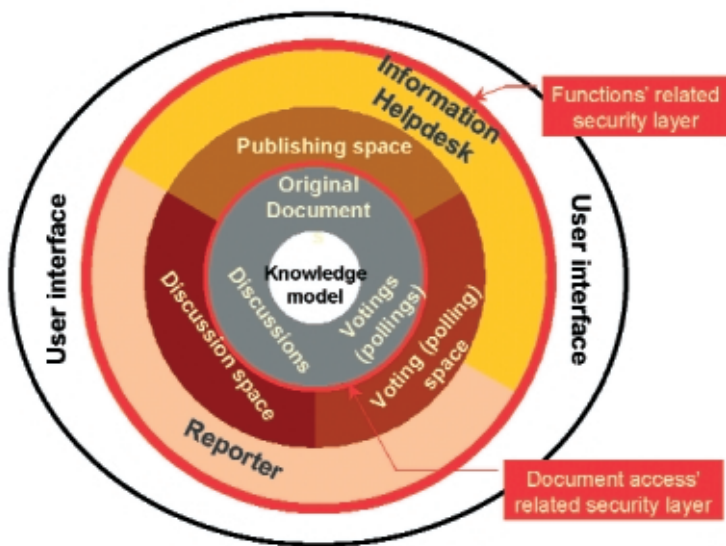 Information
Helpdesk
Functions' related
security layer
Publishing space
Original
Document
s
User interface
User interface
Knowledge
model
Discussions
Votings
(pollings)
Discussion space
Voting (polling)
space
Reporter
Document access'
related security layer